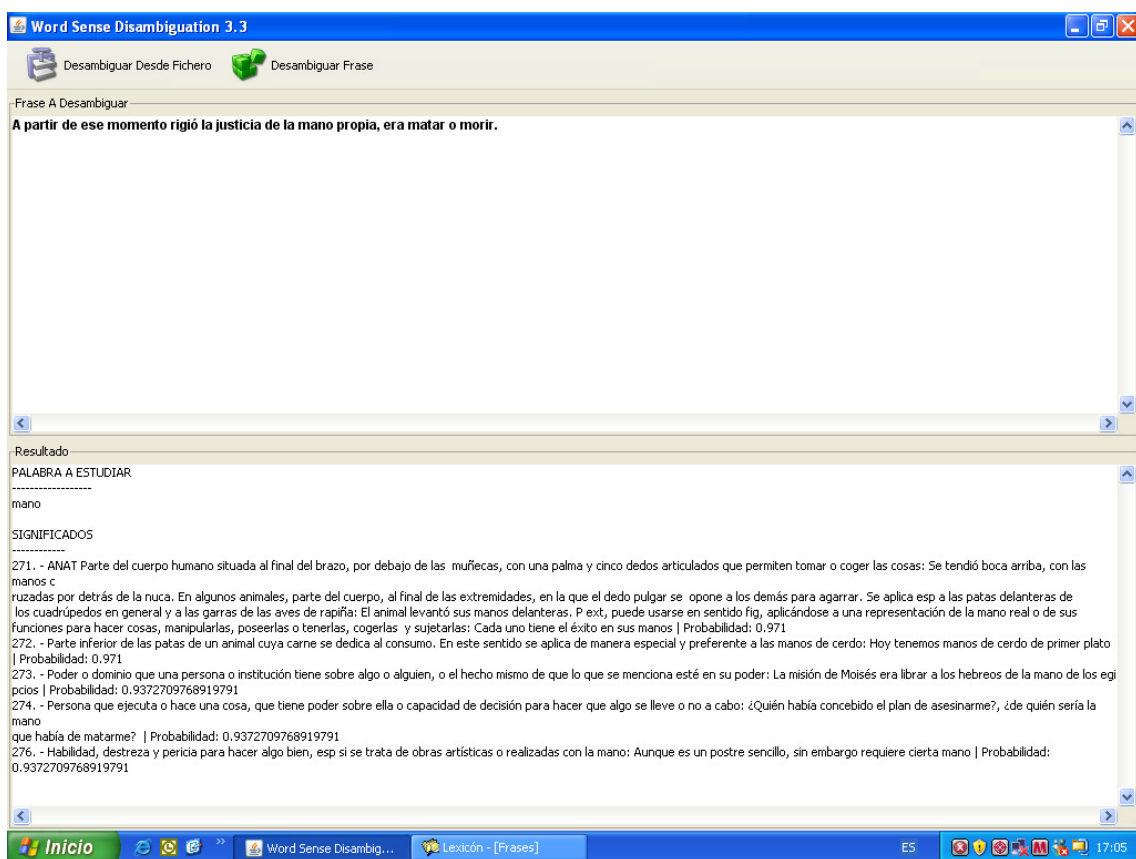 Word Sense Disambiguation 3.3
Desambiguar Desde Fichero Desambiguar Frase
Frase A Desambiguar
A partir de ese momento rigió la justicia de la mano propia, era matar o morir.
Resultado
PALABRA A ESTUDIAR
------------------
mano
SIGNIFICADOS
------------
271. - ANAT Parte del cuerpo humano situada al final del brazo, por debajo de las muñecas, con una palma y cinco dedos articulados que permiten tomar o coger las cosas: Se tendió boca arriba, con las
manos c
ruzadas por detrás de la nuca. En algunos animales, parte del cuerpo, al final de las extremidades, en la que el dedo pulgar se opone a los demás para agarrar. Se aplica esp a las patas delanteras de
los cuadrúpedos en general y a las garras de las aves de rapiña: El animal levantó sus manos delanteras. P ext, puede usarse en sentido fig, aplicándose a una representación de la mano real o de sus
funciones para hacer cosas, manipularlas, poseerlas o tenerlas, cogerlas y sujetarlas: Cada uno tiene el éxito en sus manos | Probabilidad: 0.971
272. - Parte inferior de las patas de un animal cuya carne se dedica al consumo. En este sentido se aplica de manera especial y preferente a las manos de cerdo: Hoy tenemos manos de cerdo de primer plato
| Probabilidad: 0.971
273. - Poder o dominio que una persona o institución tiene sobre algo o alguien, o el hecho mismo de que lo que se menciona esté en su poder: La misión de Moisés era librar a los hebreos de la mano de los egi
pcios | Probabilidad: 0.9372709768919791
274. - Persona que ejecuta o hace una cosa, que tiene poder sobre ella o capacidad de decisión para hacer que algo se lleve o no a cabo: ¿Quién había concebido el plan de asesinarme?, ¿de quién sería la
mano
que había de matarme? | Probabilidad: 0.9372709768919791
276. - Habilidad, destreza y pericia para hacer algo bien, esp si se trata de obras artísticas o realizadas con la mano: Aunque es un postre sencillo, sin embargo requiere cierta mano | Probabilidad:
0.9372709768919791
Inicio Word Sense Disambig... Lexicón - [Frases] ES 17:05